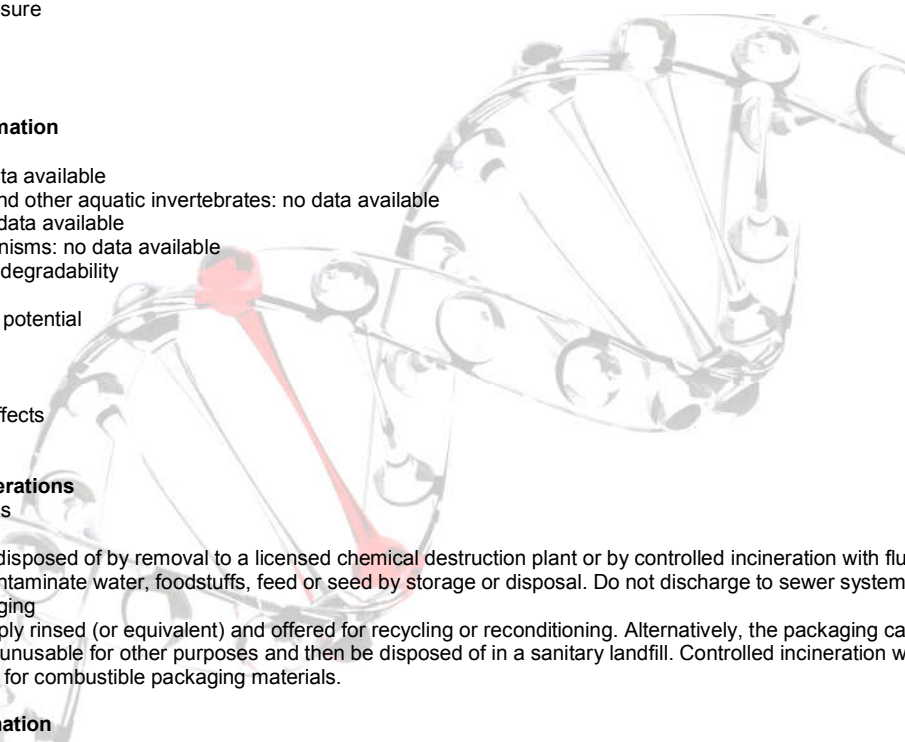 sure
mation
ta available
nd other aquatic invertebrates: no data available
data available
nisms: no data available
degradability
potential
ffects
erations
s
disposed of by removal to a licensed chemical destruction plant or by controlled incineration with flu
ntaminate water, foodstuffs, feed or seed by storage or disposal. Do not discharge to sewer system
ging
ply rinsed (or equivalent) and offered for recycling or reconditioning. Alternatively, the packaging ca
unusable for other purposes and then be disposed of in a sanitary landfill. Controlled incineration w
for combustible packaging materials.
nation